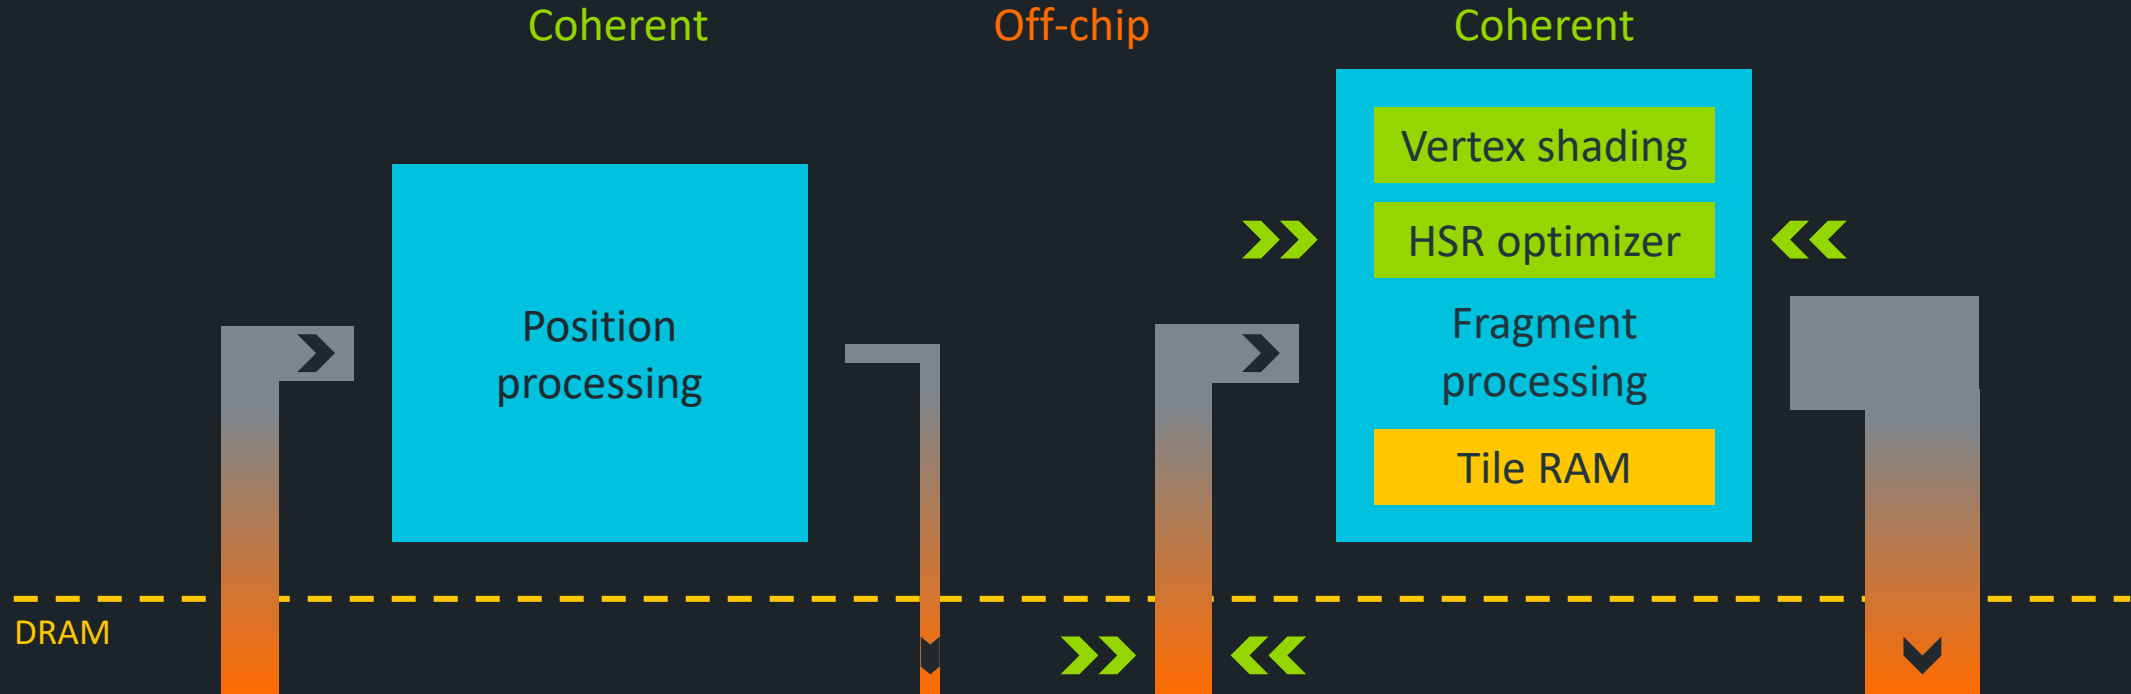 Coherent
Off-chip
Coherent
Position
processing
Vertex shading
HSR optimizer
Fragment
processing
Tile RAM
DRAM